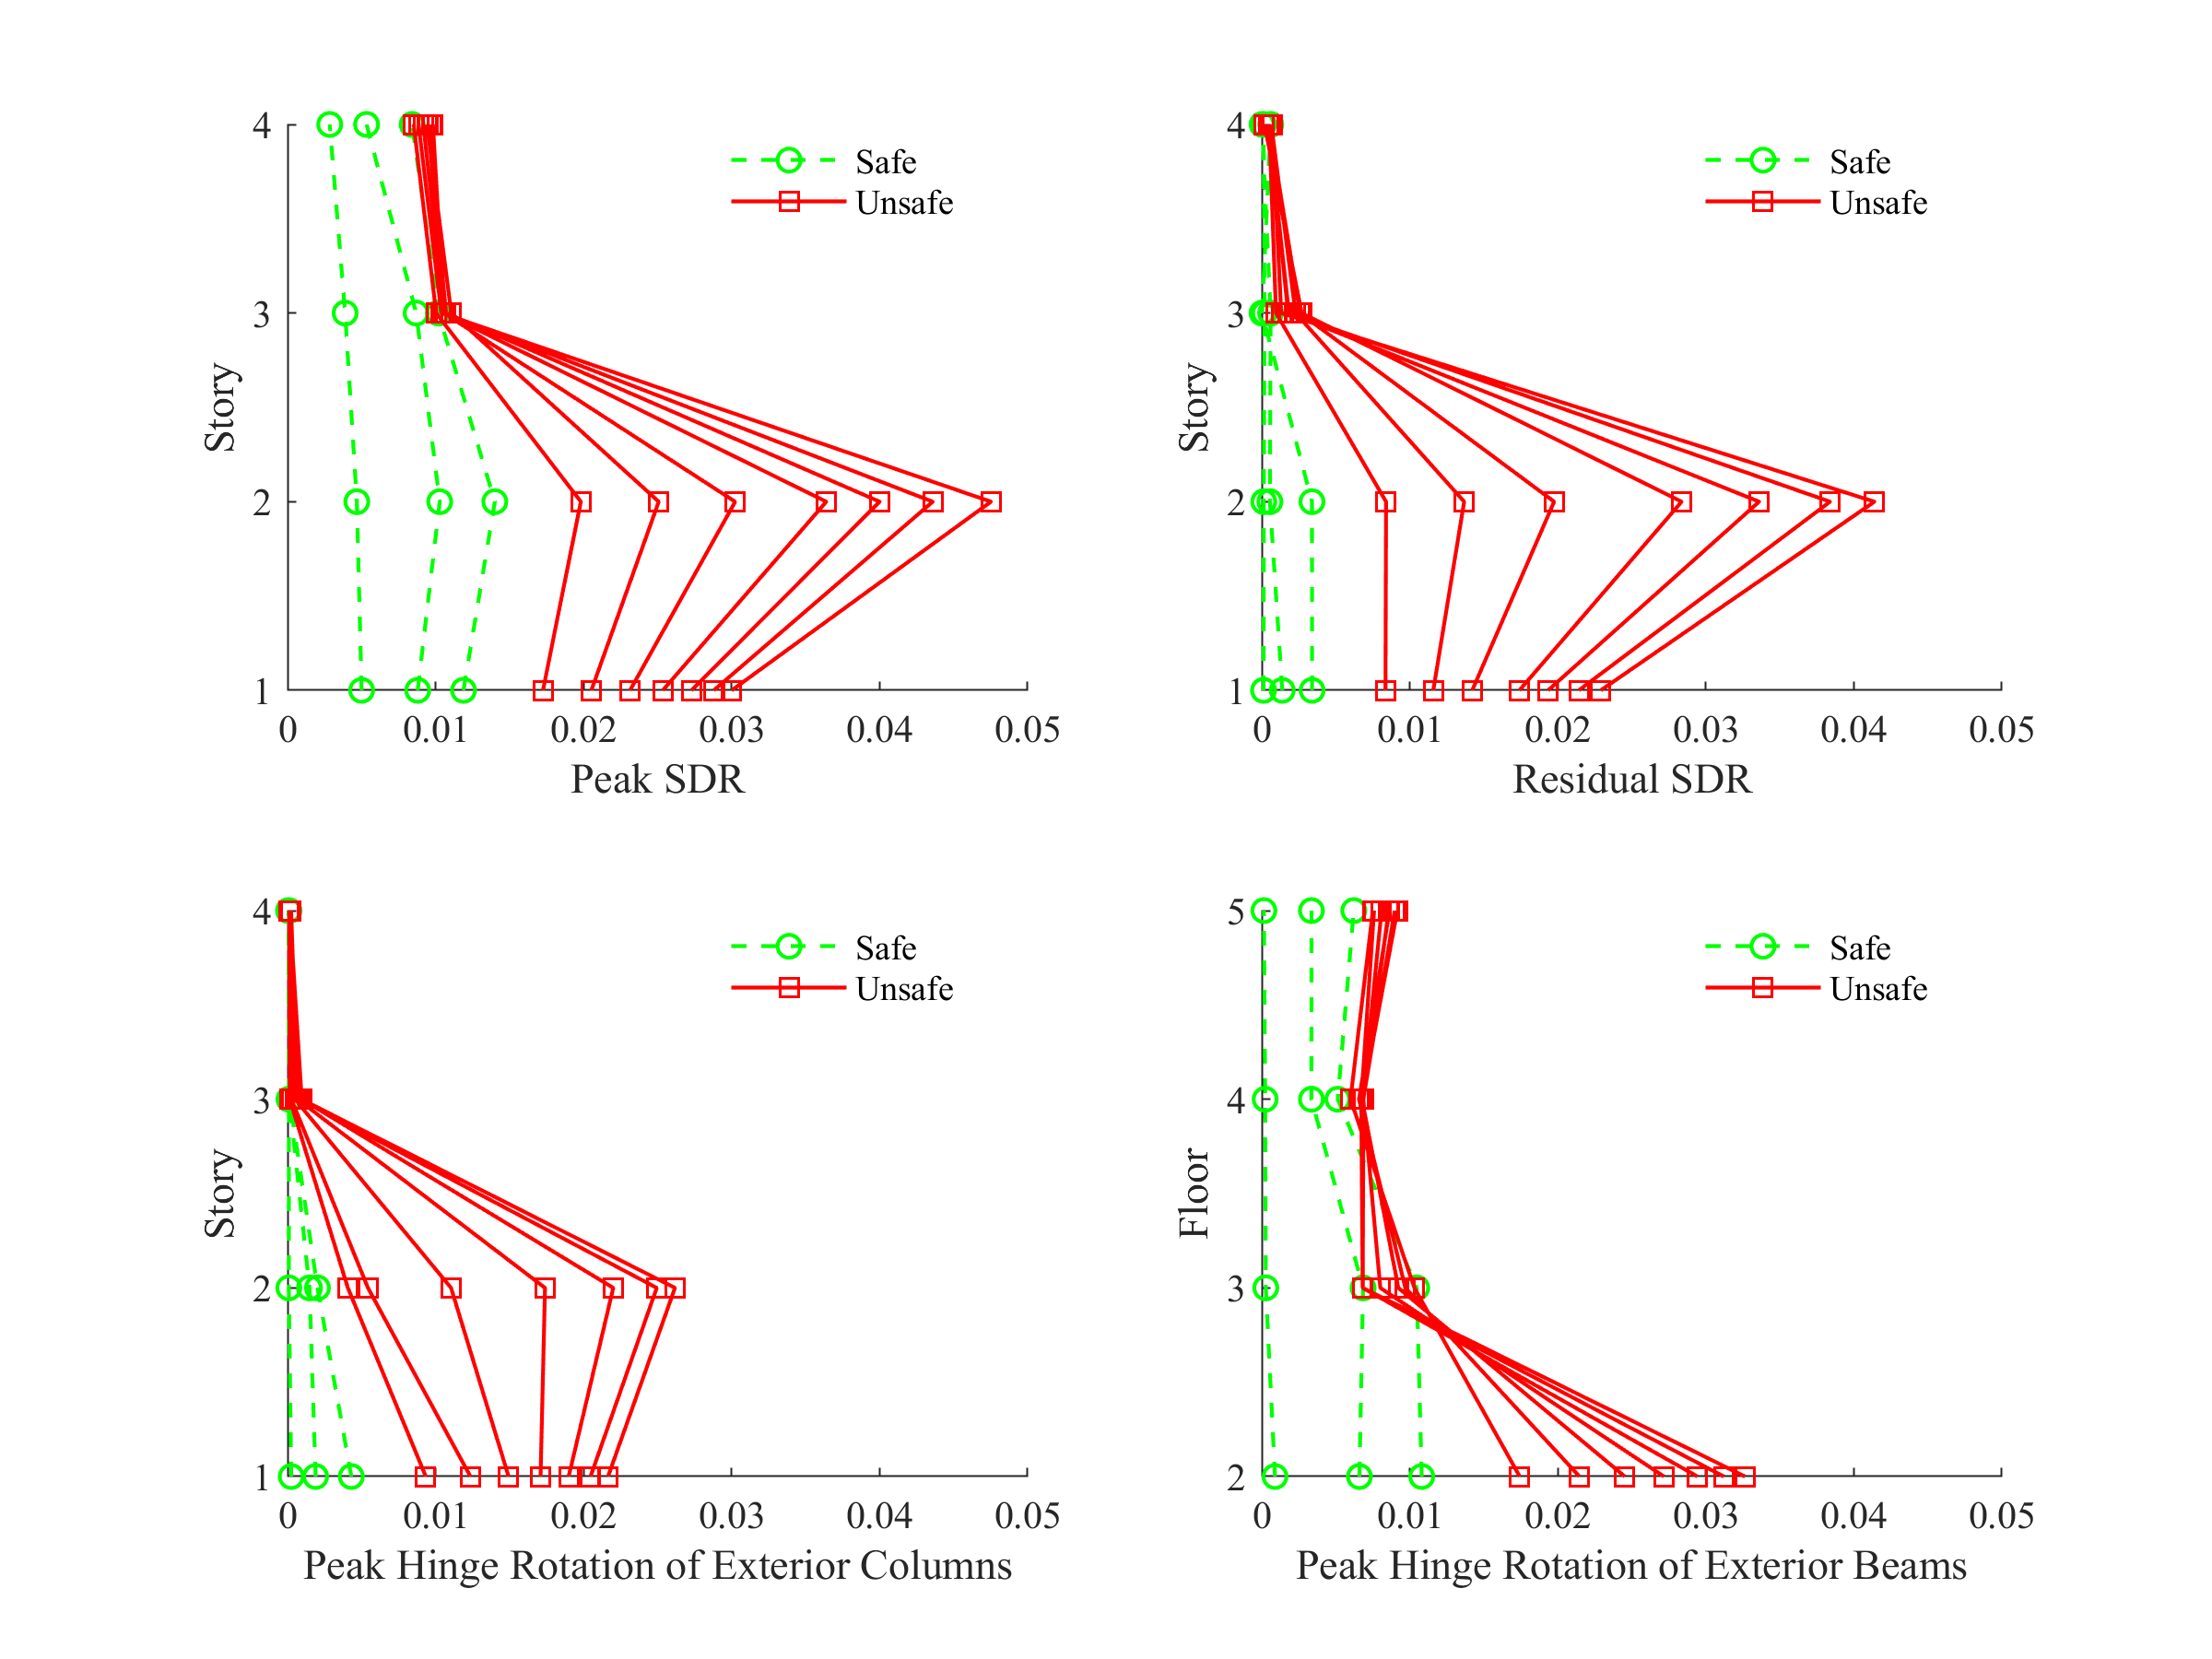 4
3
2
1
Story
Safe
Unsafe
0 0.01 0.02 0.03 0.04 0.05
Peak SDR
4
3
2
1
Story
Safe
Unsafe
0 0.01 0.02 0.03 0.04 0.05
Residual SDR
4
3
2
1
Story
Safe
Unsafe
0 0.01 0.02 0.03 0.04 0.05
Peak Hinge Rotation of Exterior Columns
5
4
3
2
Floor
Safe
Unsafe
0 0.01 0.02 0.03 0.04 0.05
Peak Hinge Rotation of Exterior Beams